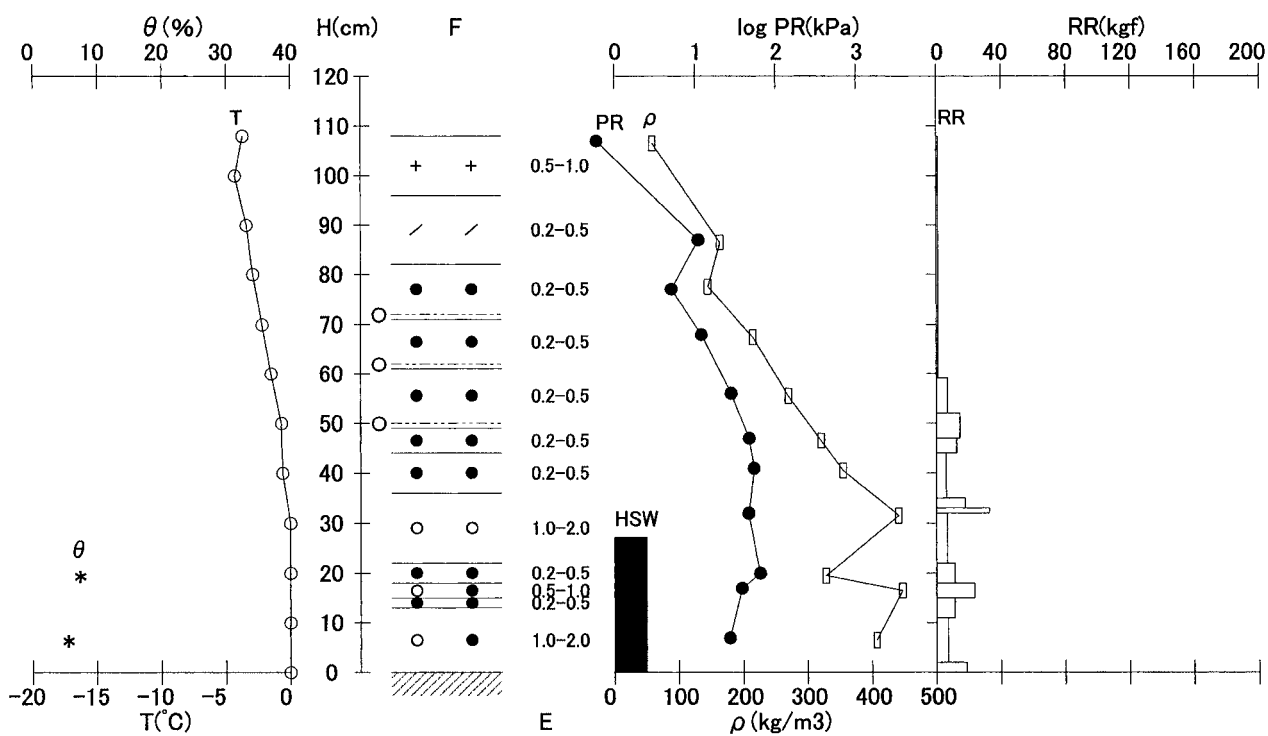 θ(%) H(cm) F log PR(kPa) RR(kgf)
0 10 20 30 40 0 1 2 3 0 40 80 120 160 200
120
T 110 PR ρ RR
+ + 0.5-1.0
100
90 0.2-0.5
80
0.2-0.5
70
0.2-0.5
60
0.2-0.5
50
0.2-0.5
40 0.2-0.5
30 HSW
1.0-2.0
θ
* 20 0.2-0.5
0.5-1.0
0.2-0.5
10
* 1.0-2.0
0
-20 -15 -10 -5 0 0 100 200 300 400 500
T(°C) E ρ(kg/m3)